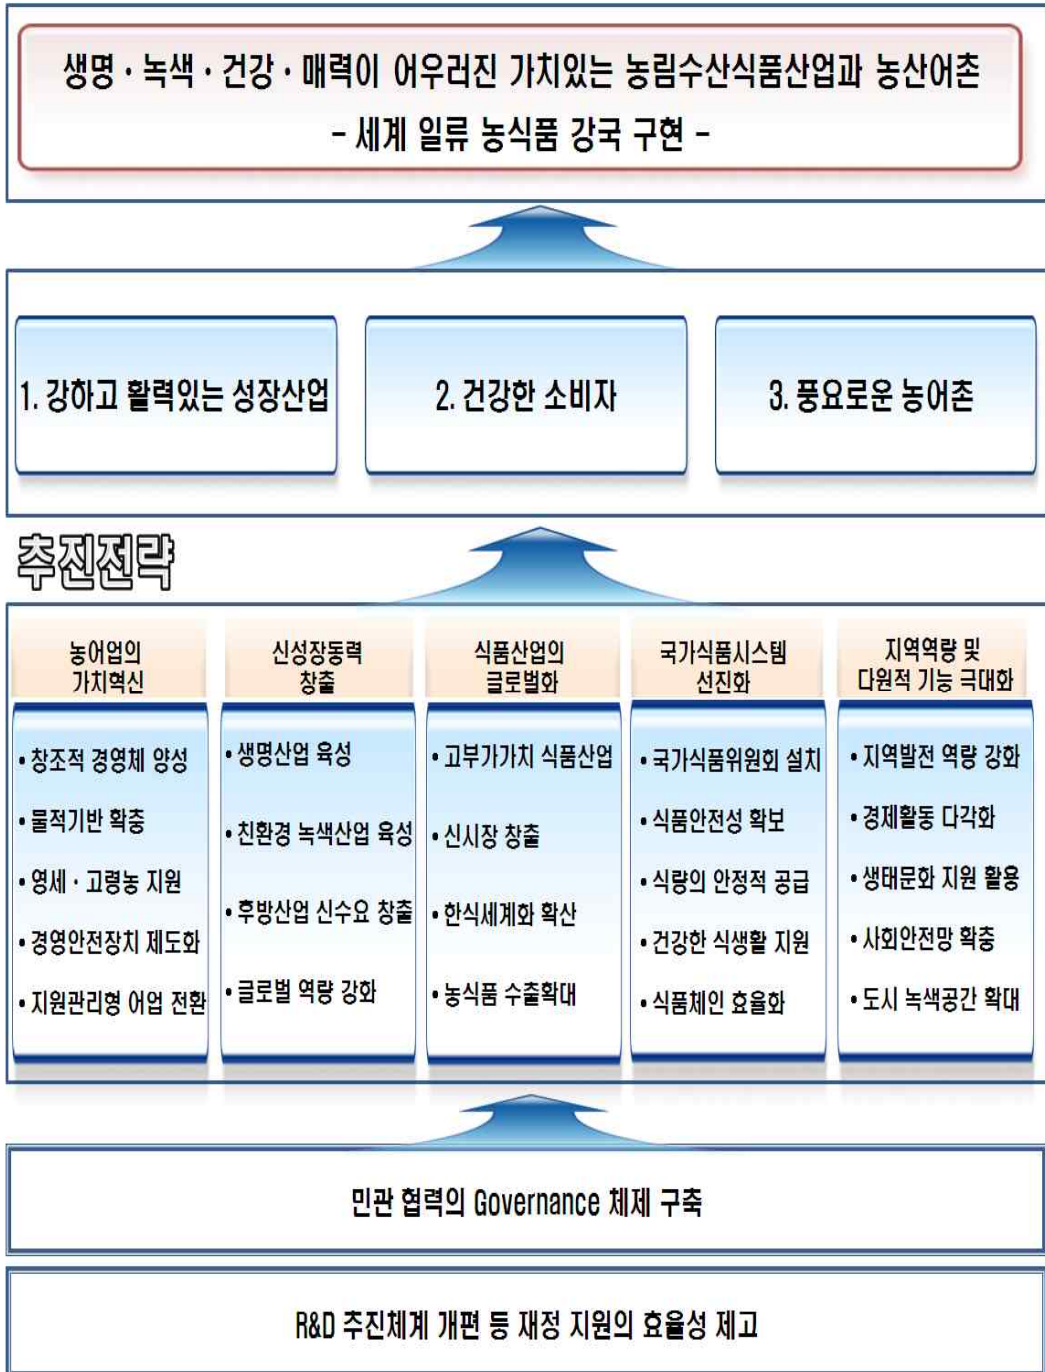 생명 · 녹색 · 건강 · 매력이 어우러진 가치있는 농림수산식품산업과 농산어촌
- 세계 일류 농식품 강국 구현 -
1. 강하고 활력있는 성장산업
2. 건강한 소비자
3. 풍요로운 농어촌
추진전략
농어업의
가치혁신
• 창조적 경영체 양성
• 물적기반 확충
• 영세 · 고령농 지원
• 경영안전장치 제도화
• 지원관리형 어업 전환
신성장동력
창출
• 생명산업 육성
• 친환경 녹색산업 육성
• 후방산업 신수요 창출
• 글로벌 역량 강화
식품산업의
글로벌화
• 고부가가치 식품산업
• 신시장 창출
• 한식세계화 확산
• 농식품 수출확대
국가식품시스템
선진화
• 국가식품위원회 설치
• 식품안전성 확보
• 식량의 안정적 공급
• 건강한 식생활 지원
• 식품체인 효율화
지역역량 및
다원적 기능 극대화
• 지역발전 역량 강화
• 경제활동 다각화
• 생태문화 지원 활용
• 사회안전망 확충
• 도시 녹색공간 확대
민관 협력의 Governance 체제 구축
R&D 추진체계 개편 등 재정 지원의 효율성 제고